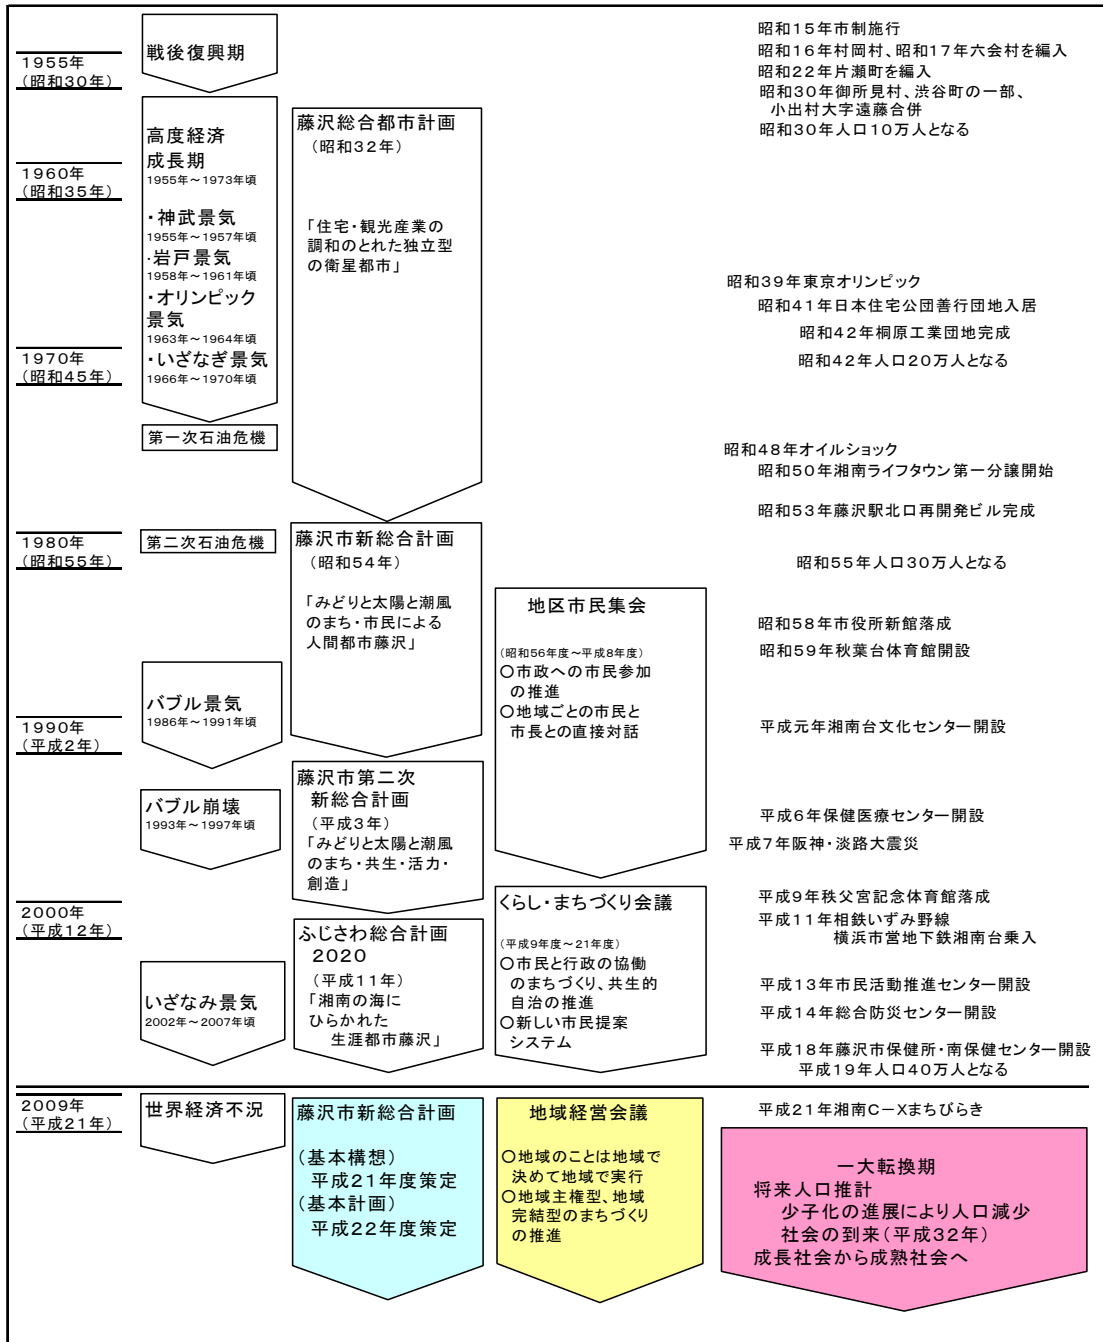 1955年
(昭和30年)
1960年
(昭和35年)
1970年
(昭和45年)
1980年
(昭和55年)
1990年
(平成2年)
2000年
(平成12年)
2009年
(平成21年)
戦後復興期
高度経済
成長期
1955年～1973年頃
・神武景気
1955年～1957年頃
・岩戸景気
1958年～1961年頃
・オリンピック
景気
1963年～1964年頃
・いざなぎ景気
1966年～1970年頃
第一次石油危機
第二次石油危機
バブル景気
1986年～1991年頃
バブル崩壊
1993年～1997年頃
いざなみ景気
2002年～2007年頃
世界経済不況
藤沢総合都市計画
(昭和32年)
「住宅・観光産業の
調和のとれた独立型
の衛星都市」
藤沢市新総合計画
(昭和54年)
「みどりと太陽と潮風
のまち・市民による
人間都市藤沢」
藤沢市第二次
新総合計画
(平成3年)
「みどりと太陽と潮風
のまち・共生・活力・
創造」
ふじさわ総合計画
2020
(平成11年)
「湘南の海に
ひらかれた
生涯都市藤沢」
藤沢市新総合計画
(基本構想)
平成21年度策定
(基本計画)
平成22年度策定
地区市民集会
(昭和56年度～平成8年度)
○市政への市民参加
の推進
○地域ごとの市民と
市長との直接対話
くらし・まちづくり会議
(平成9年度～21年度)
○市民と行政の協働
のまちづくり、共生的
自治の推進
○新しい市民提案
システム
地域経営会議
○地域のことは地域で
決めて地域で実行
○地域主権型、地域
完結型のまちづくり
の推進
昭和15年市制施行
昭和16年村岡村、昭和17年六会村を編入
昭和22年片瀬町を編入
昭和30年御所見村、渋谷町の一部、
小出村大字遠藤合併
昭和30年人口10万人となる
昭和39年東京オリンピック
昭和41年日本住宅公団善行団地入居
昭和42年桐原工業団地完成
昭和42年人口20万人となる
昭和48年オイルショック
昭和50年湘南ライフタウン第一分譲開始
昭和53年藤沢駅北口再開発ビル完成
昭和55年人口30万人となる
昭和58年市役所新館落成
昭和59年秋葉台体育館開設
平成元年湘南台文化センター開設
平成6年保健医療センター開設
平成7年阪神・淡路大震災
平成9年秩父宮記念体育館落成
平成11年相鉄いずみ野線
横浜市営地下鉄湘南台乗入
平成13年市民活動推進センター開設
平成14年総合防災センター開設
平成18年藤沢市保健所・南保健センター開設
平成19年人口40万人となる
平成21年湘南C－Xまちびらき
一大転換期
将来人口推計
少子化の進展により人口減少
社会の到来(平成32年)
成長社会から成熟社会へ